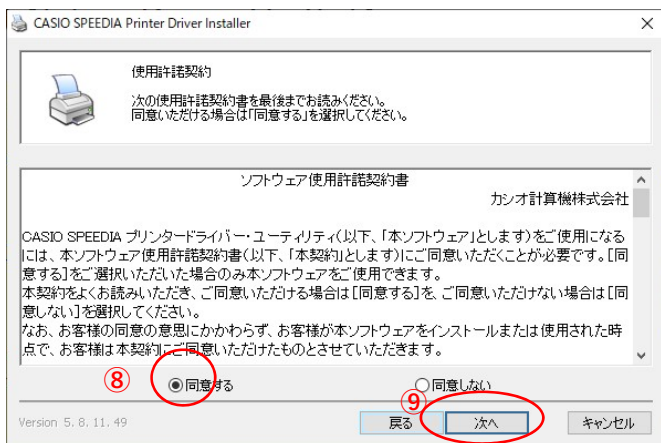 CASIO SPEEDIA Printer Driver Installer
使用許諾契約
次の使用許諾契約書を最後までお読みください。
同意いただける場合は「同意する」を選択してください。
ソフトウェア使用許諾契約書
カシオ計算機株式会社
CASIO SPEEDIA プリンタードライバー・ユーティリティ(以下、「本ソフトウェア」とします)をご使用になる
には、本ソフトウェア使用許諾契約書(以下、「本契約」とします)にご同意いただくことが必要です。[同
意する]をご選択いただいた場合のみ本ソフトウェアをご使用できます。
本契約をよくお読みいただき、ご同意いただける場合は[同意する]を、ご同意いただけない場合は[同
意しない]を選択してください。
なお、お客様の同意の意思にかかわらず、お客様が本ソフトウェアをインストールまたは使用された時
点で、お客様は本契約にご同意いただけたものとさせていただきます。
⑧ 同意する 同意しない
⑨
Version 5.8.11.49 戻る 次へ キャンセル